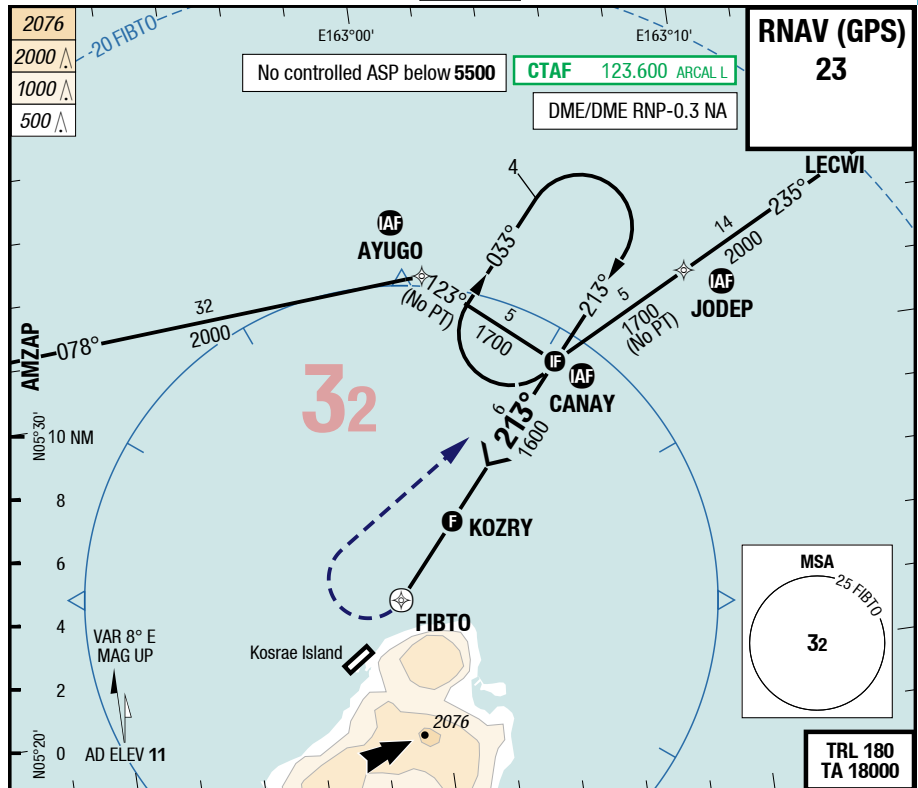 2076
2000
1000
500
-20 FIBTO
E163°00'
E163°10'
RNAV (GPS)
23
No controlled ASP below 5500
CTAF 123.600 ARCAL L
DME/DME RNP-0.3 NA
LECWI
235°
14
2000
4
033°
213°
IAF
AYUGO
123°
(No PT)
5
1700
32
2000
078°
AMZAP
IAF
JODEP
5
1700
(No PT)
IF
IAF
CANAY
32
6
213°
1600
N05°30'
10 NM
8
6
4
2
0
F
KOZRY
FIBTO
Kosrae Island
2076
VAR 8° E
MAG UP
AD ELEV 11
N05°20'
MSA
25 FIBTO
32
TRL 180
TA 18000